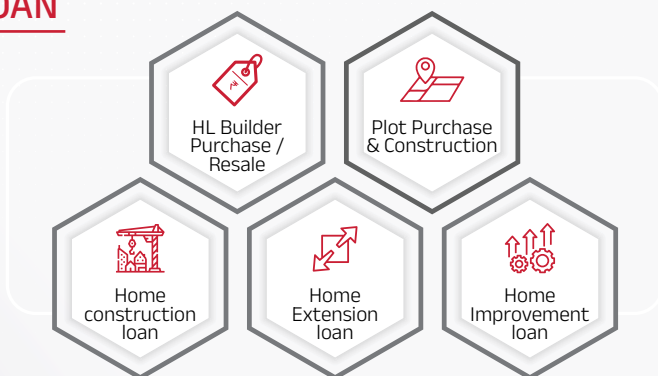 OAN
HL Builder
Purchase /
Resale
Plot Purchase
& Construction
Home
construction
loan
Home
Extension
loan
Home
Improvement
loan